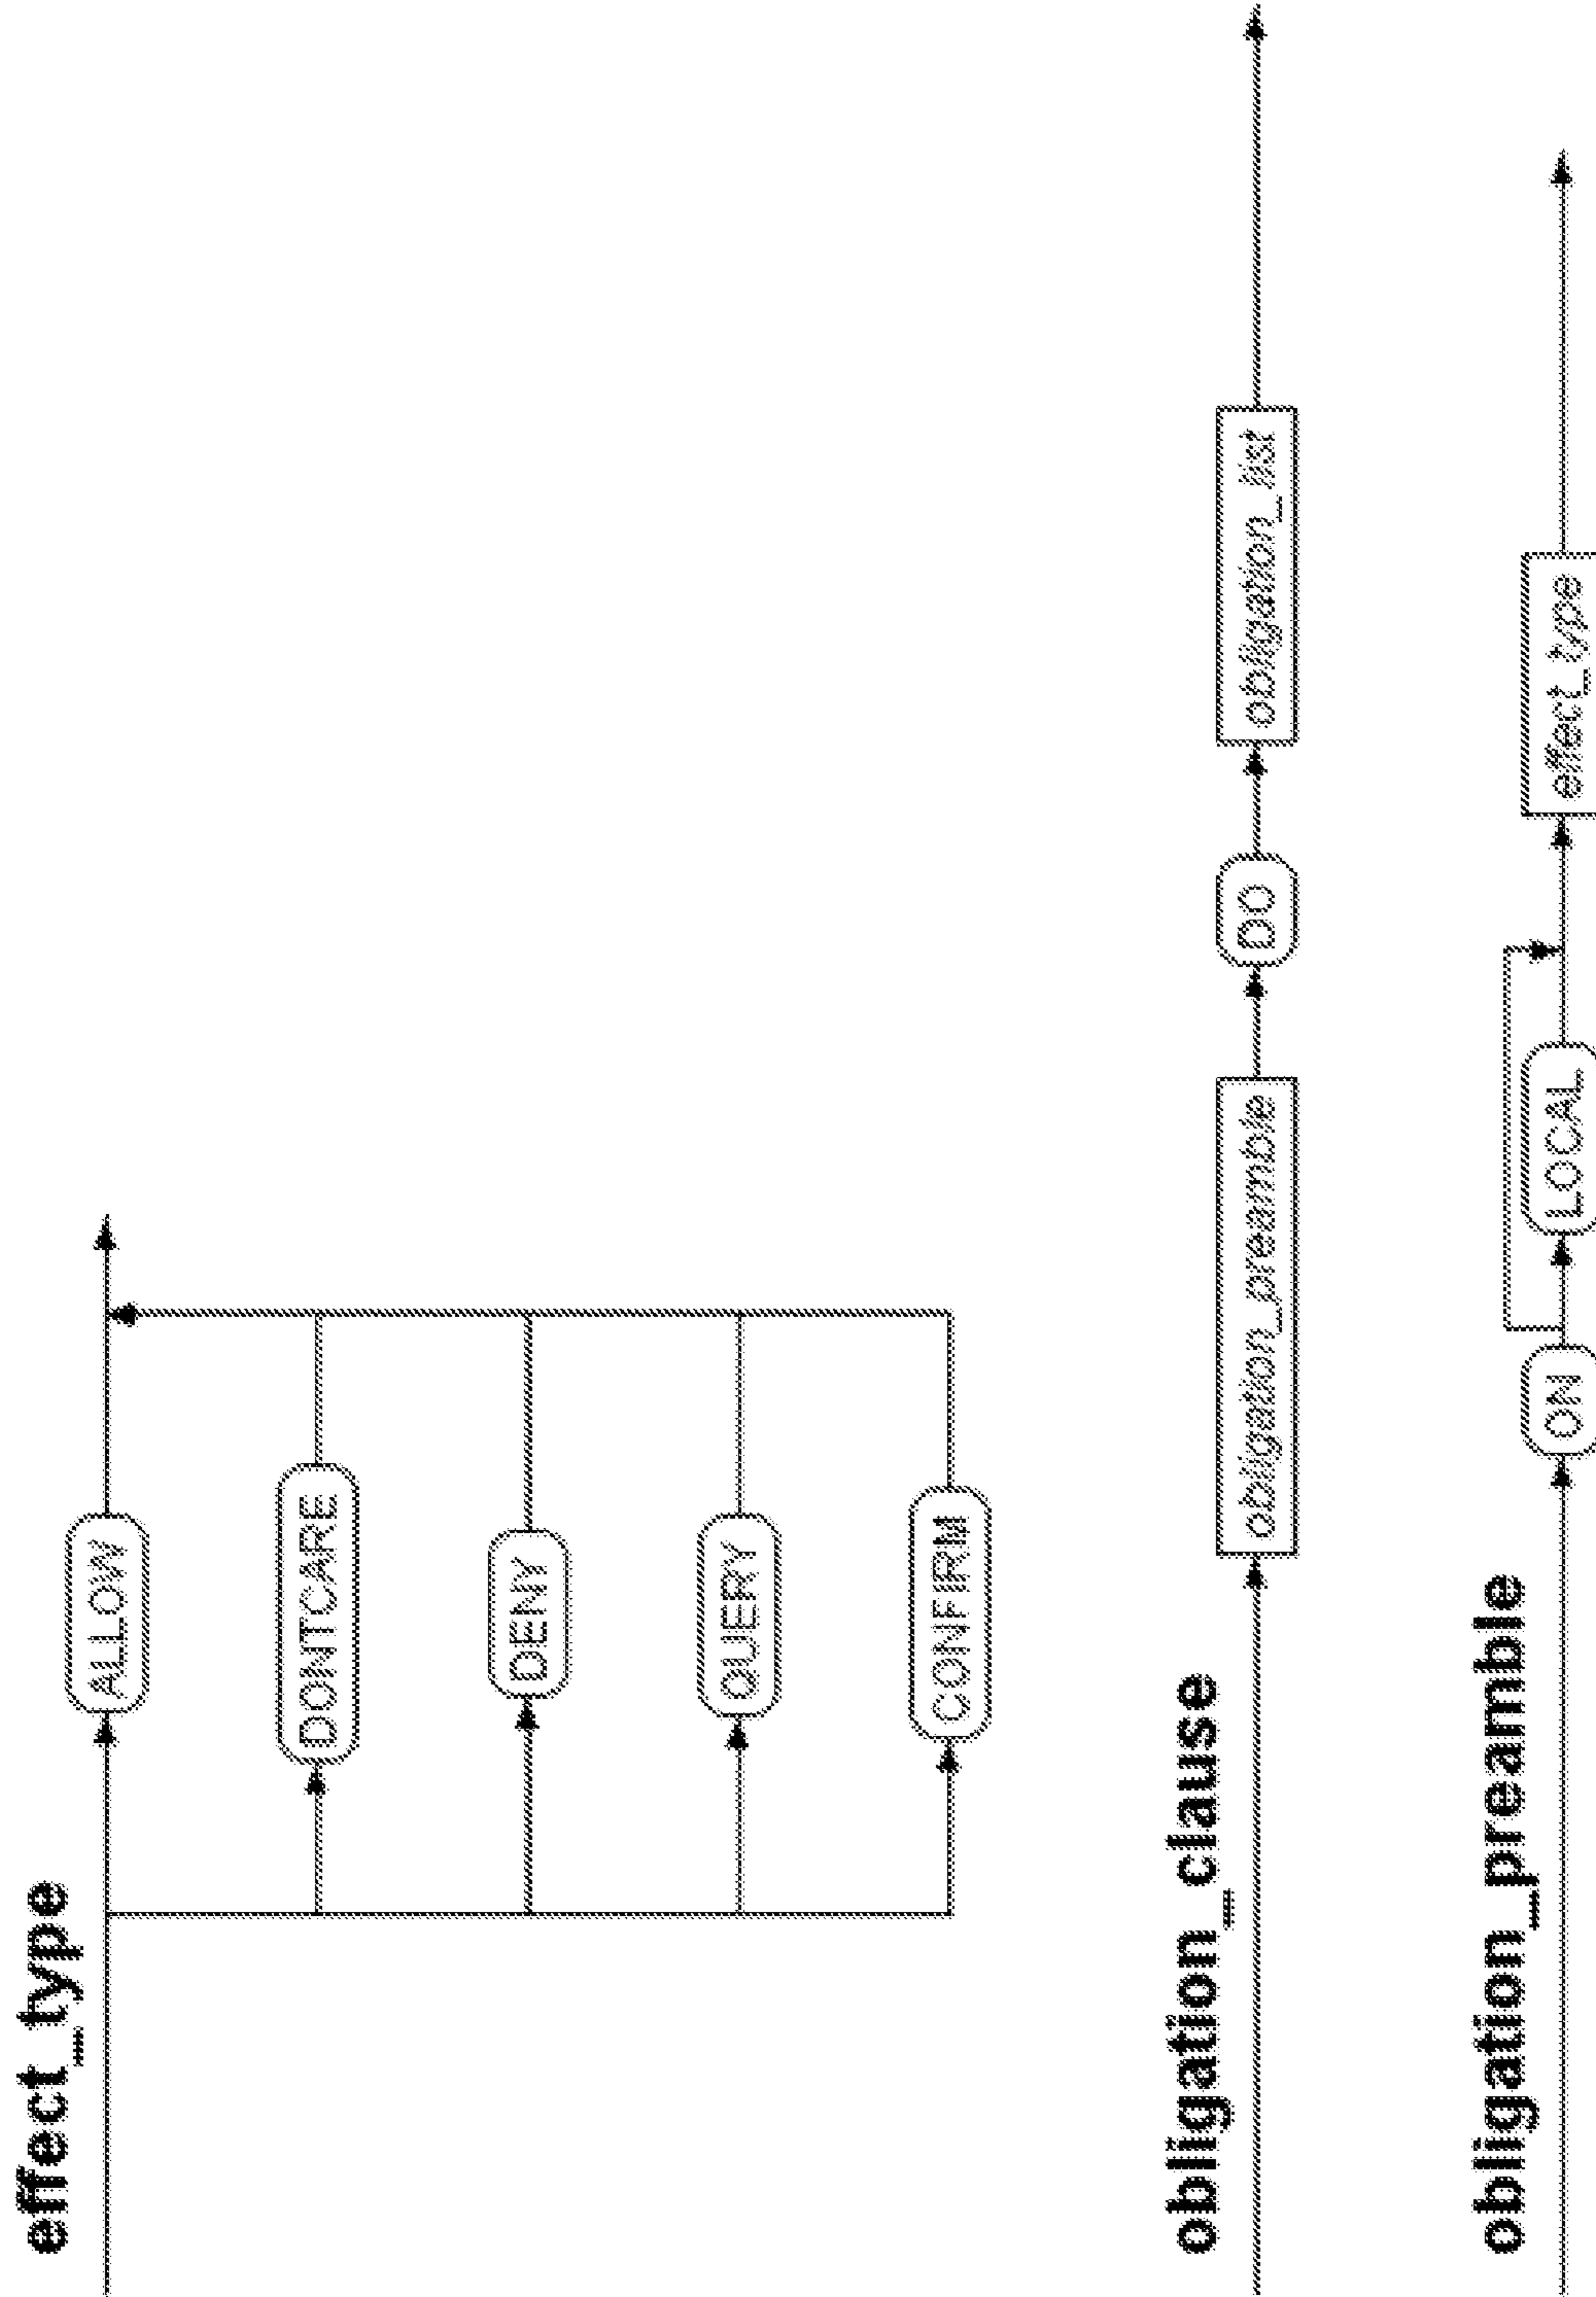 effect_type
ALLOW
DONTCARE
DENY
QUERY
CONFIRM
obligation_clause
obligation_preamble DO obligation_list
obligation_preamble
ON LOCAL effect_type